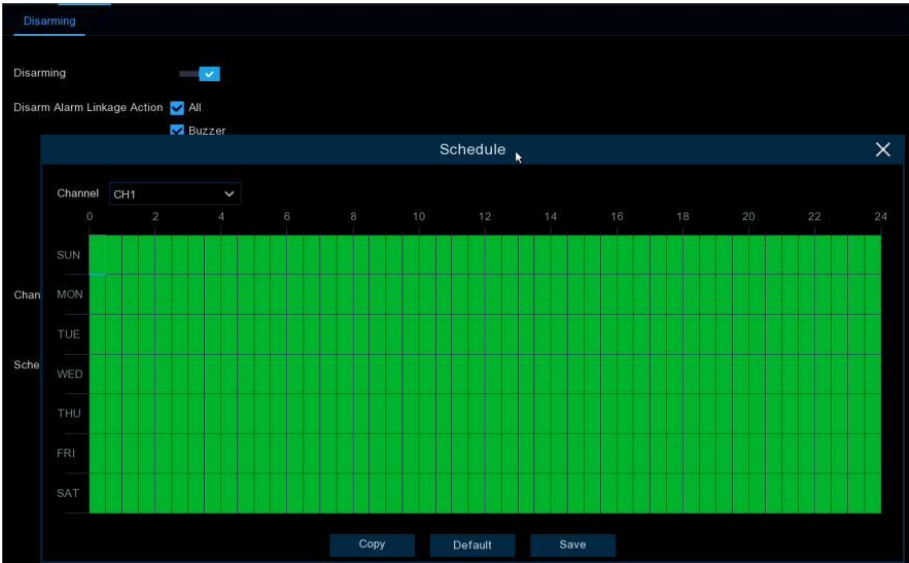 Disarming
Disarming
Disarm Alarm Linkage Action All
Buzzer
Schedule
Channel CH1
0 2 4 6 8 10 12 14 16 18 20 22 24
SUN
Chan MON
TUE
Sche WED
THU
FRI
SAT
Copy Default Save